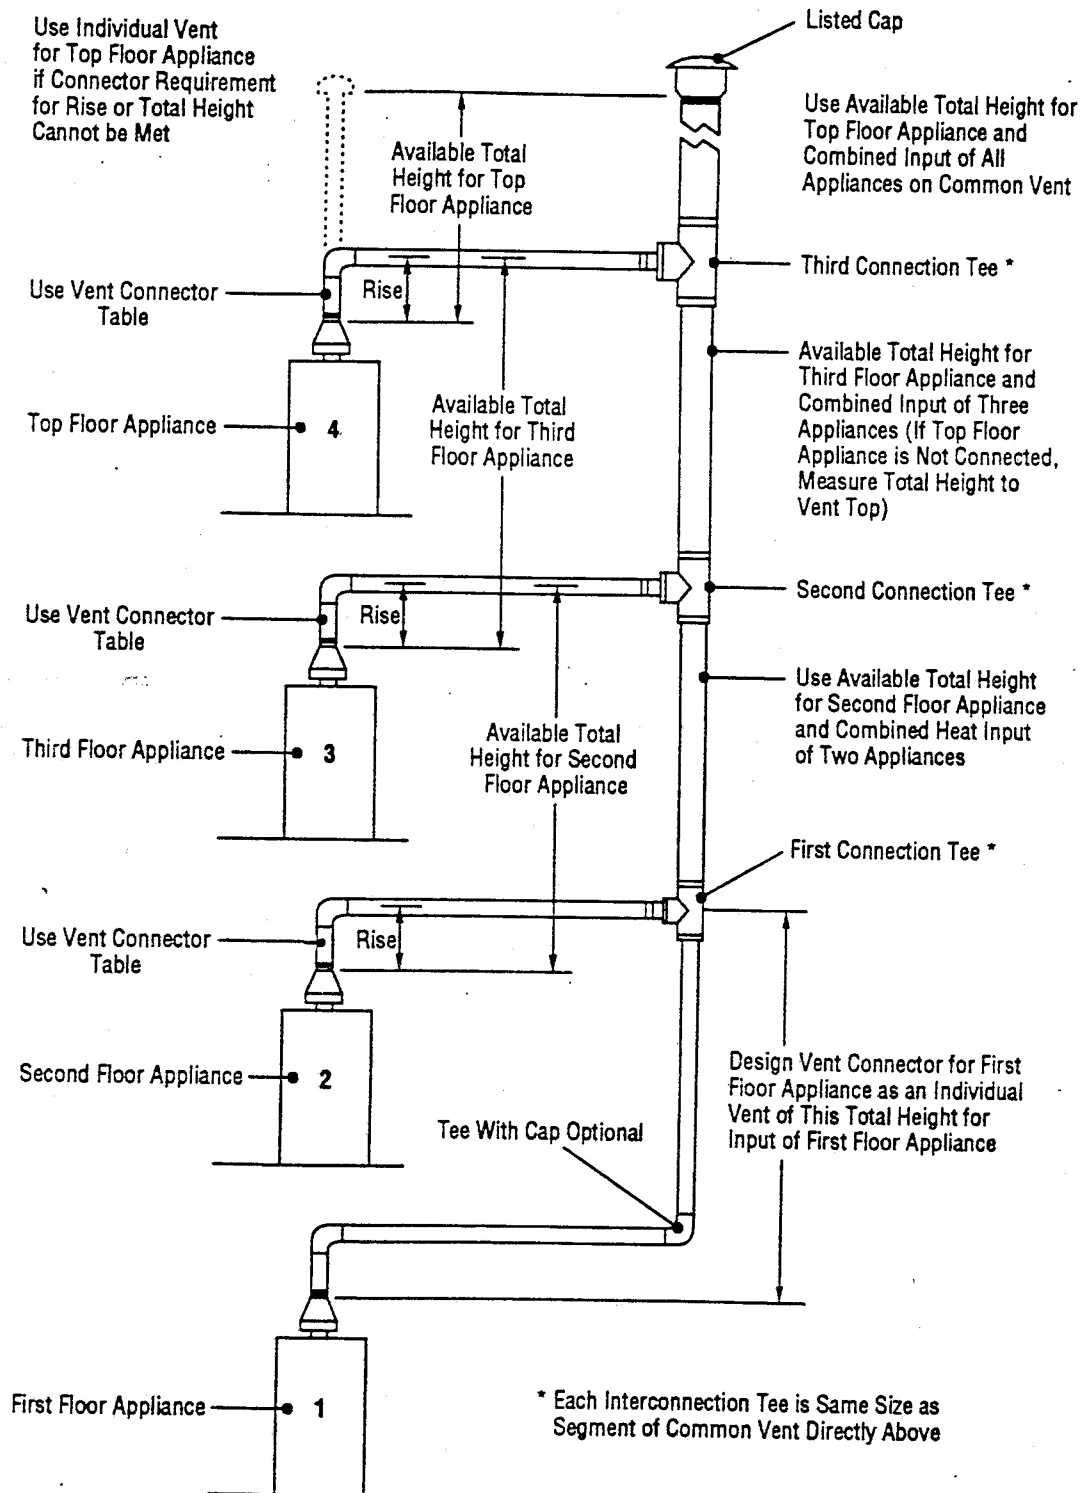 Use Individual Vent
for Top Floor Appliance
if Connector Requirement
for Rise or Total Height
Cannot be Met
Listed Cap
Use Available Total Height for
Top Floor Appliance and
Combined Input of All
Appliances on Common Vent
Available Total
Height for Top
Floor Appliance
Third Connection Tee *
Use Vent Connector
Table
Rise
Available Total Height for
Third Floor Appliance and
Combined Input of Three
Appliances (If Top Floor
Appliance is Not Connected,
Measure Total Height to
Vent Top)
Top Floor Appliance
4
Available Total
Height for Third
Floor Appliance
Second Connection Tee *
Use Vent Connector
Table
Rise
Use Available Total Height
for Second Floor Appliance
and Combined Heat Input
of Two Appliances
Third Floor Appliance
3
Available Total
Height for Second
Floor Appliance
First Connection Tee *
Use Vent Connector
Table
Rise
Second Floor Appliance
2
Design Vent Connector for First
Floor Appliance as an Individual
Vent of This Total Height for
Input of First Floor Appliance
Tee With Cap Optional
First Floor Appliance
1
* Each Interconnection Tee is Same Size as
Segment of Common Vent Directly Above